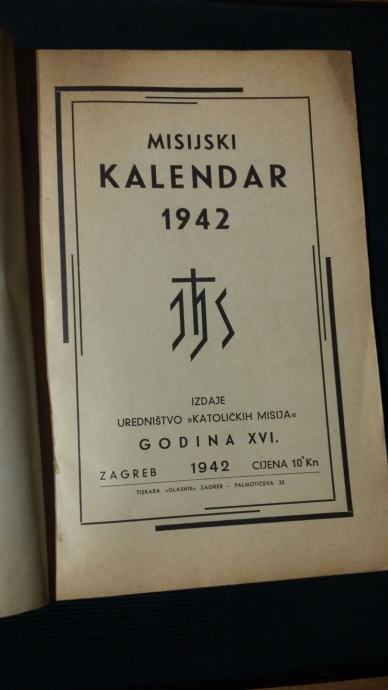 MISIJSKI
KALENDAR
1942
IHS
IZDAJE
UREDNIŠTVO »KATOLIČKIH MISIJA«
GODINA XVI.
ZAGREB 1942 CIJENA 10˙ Kn
TISKARA »GLASNIK« ZAGREB - PALMOTIĆEVA 33